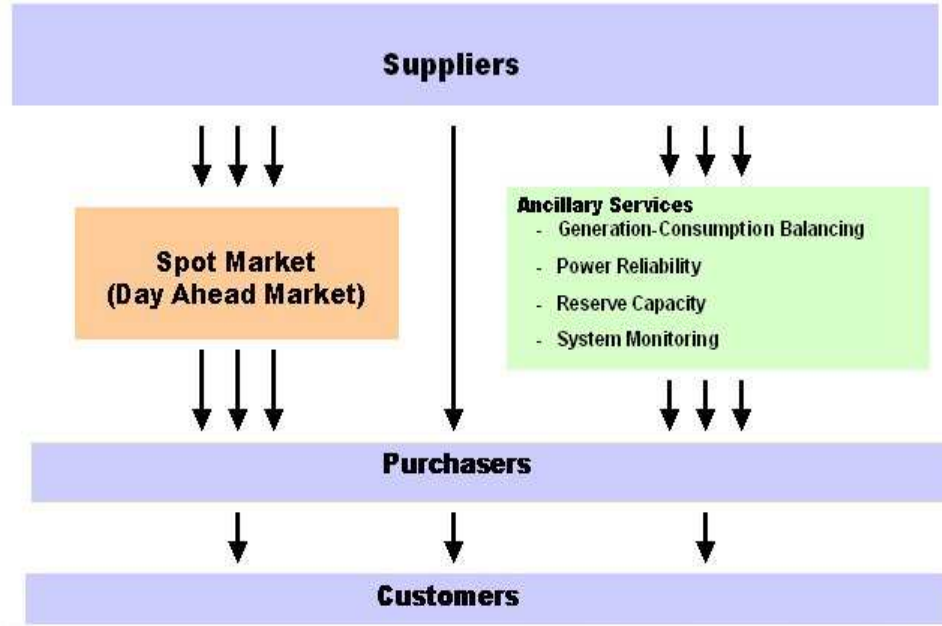 Suppliers
Spot Market
(Day Ahead Market)
Ancillary Services
- Generation-Consumption Balancing
- Power Reliability
- Reserve Capacity
- System Monitoring
Purchasers
Customers